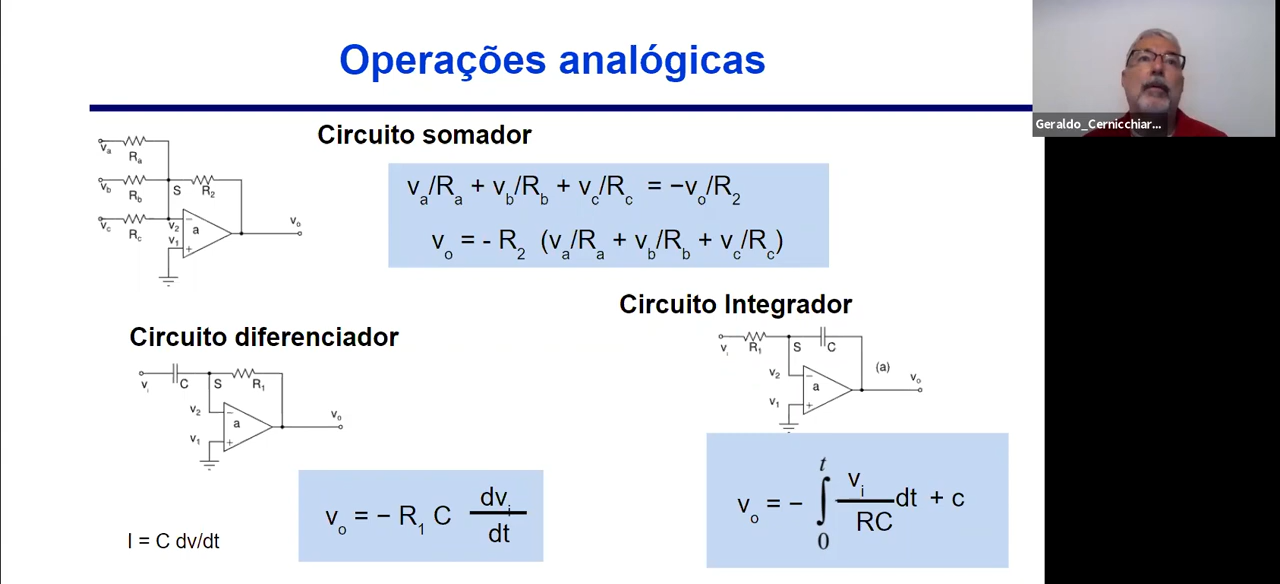 Operações analógicas
Geraldo_Cernicchiar...
Circuito somador
va
Ra
vb
Rb
S
R2
vc
Rc
v2
v1
a
vo
−
+
va/Ra + vb/Rb + vc/Rc = −vo/R2
vo = - R2 (va/Ra + vb/Rb + vc/Rc)
Circuito diferenciador
vi
C
S
R1
v2
v1
a
vo
−
+
I = C dv/dt
vo = − R1 C dvi/dt
Circuito Integrador
v
R1
S
C
(a)
v2
v1
a
vo
−
+
vo = − ∫0t vi/RC dt + c